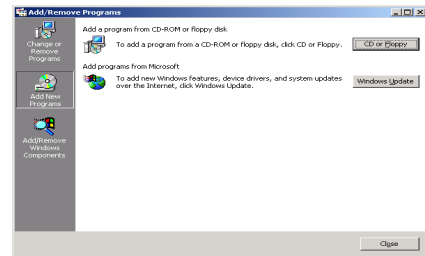 Add/Remove Programs
Change or
Remove
Programs
Add New
Programs
Add/Remove
Windows
Components
Add a program from CD-ROM or floppy disk
To add a program from a CD-ROM or floppy disk, click CD or Floppy.
CD or Floppy
Add programs from Microsoft
To add new Windows features, device drivers, and system updates
over the Internet, click Windows Update.
Windows Update
Close